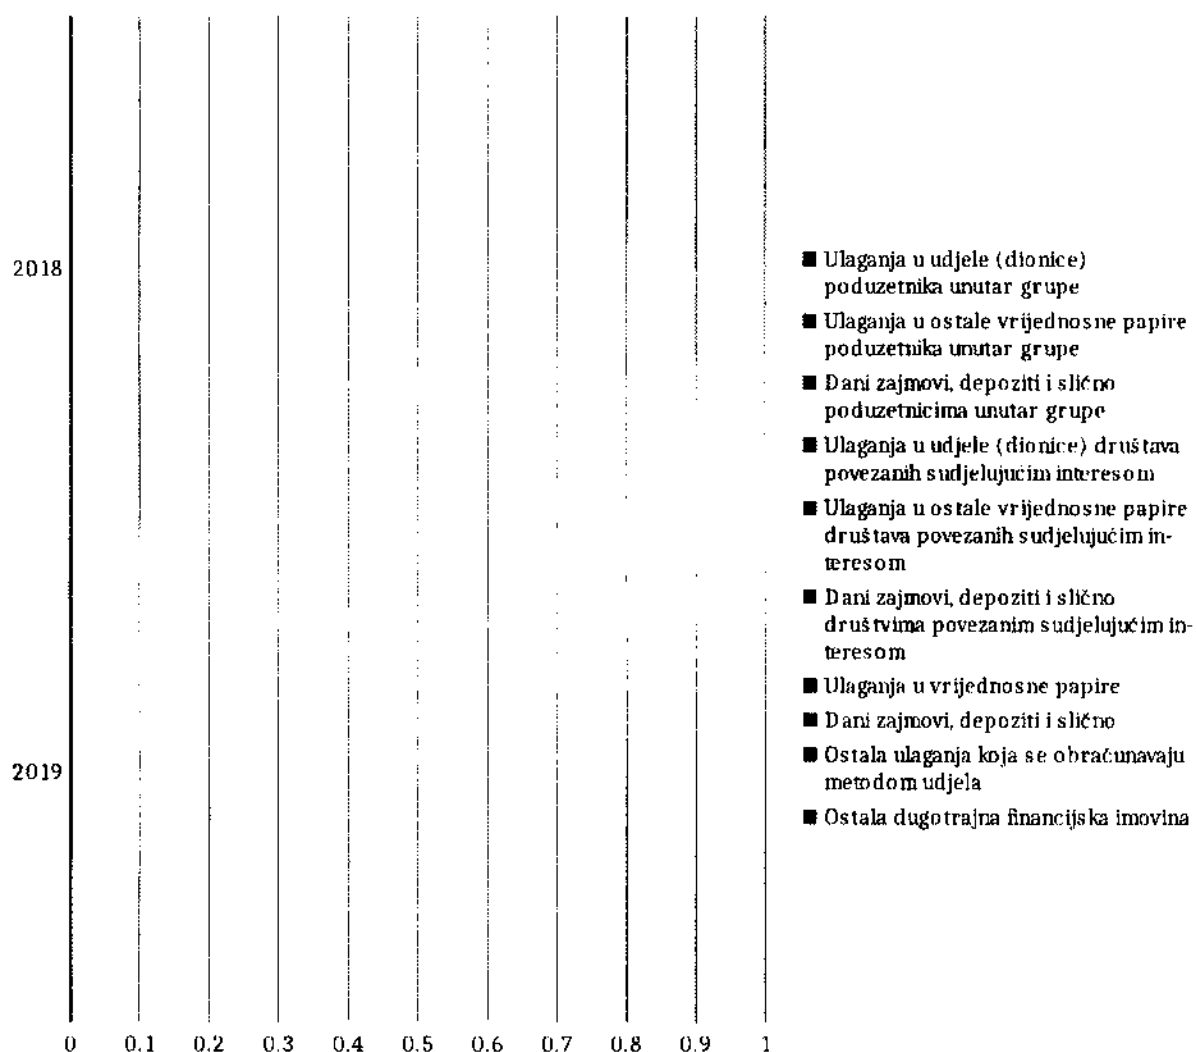 2018
2019
0 0.1 0.2 0.3 0.4 0.5 0.6 0.7 0.8 0.9 1
Ulaganja u udjele (dionice)
poduzetnika unutar grupe
Ulaganja u ostale vrijednosne papire
poduzetnika unutar grupe
Dani zajmovi, depoziti i slično
poduzetnicima unutar grupe
Ulaganja u udjele (dionice) društava
povezanih sudjelujućim interesom
Ulaganja u ostale vrijednosne papire
društava povezanih sudjelujućim in-
teresom
Dani zajmovi, depoziti i slično
društvima povezanim sudjelujućim in-
teresom
Ulaganja u vrijednosne papire
Dani zajmovi, depoziti i slično
Ostala ulaganja koja se obračunavaju
metodom udjela
Ostala dugotrajna financijska imovina